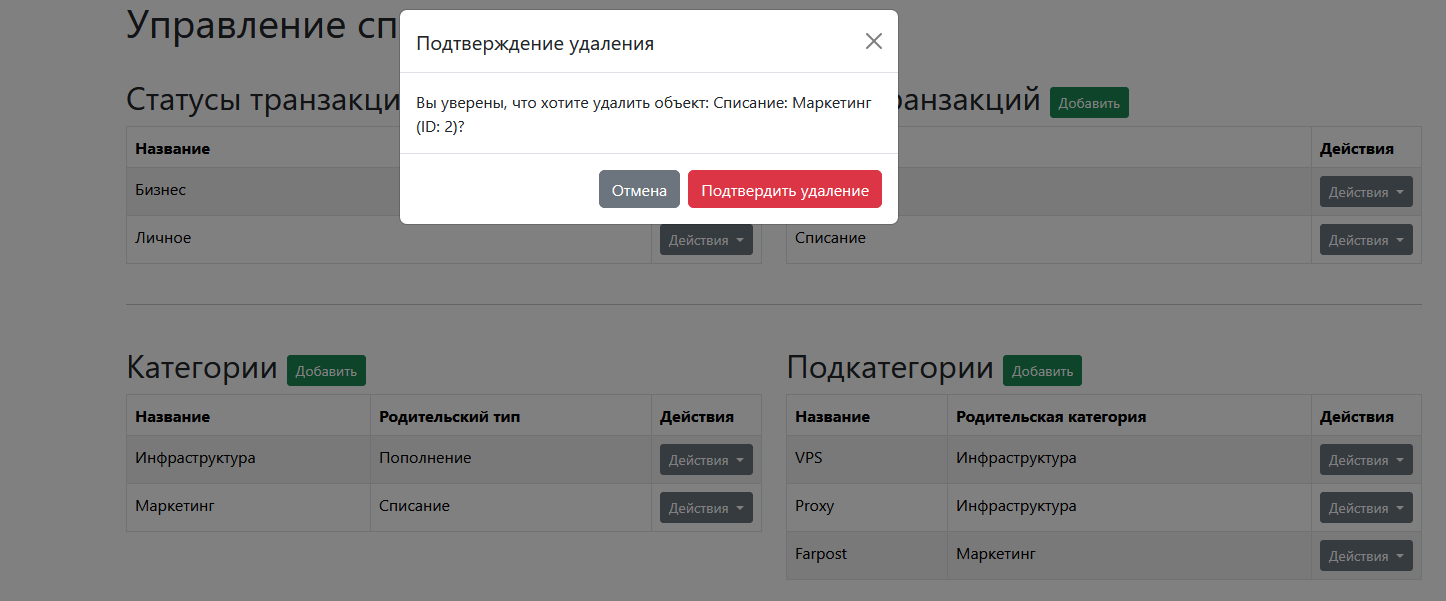 Управление сп
Подтверждение удаления
Вы уверены, что хотите удалить объект: Списание: Маркетинг
(ID: 2)?
Отмена Подтвердить удаление
Статусы транзакци
Название
Бизнес
Личное Действия
ранзакций Добавить
Действия
Действия
Списание Действия
Категории Добавить
Название Родительский тип Действия
Инфраструктура Пополнение Действия
Маркетинг Списание Действия
Подкатегории Добавить
Название Родительская категория Действия
VPS Инфраструктура Действия
Proxy Инфраструктура Действия
Farpost Маркетинг Действия